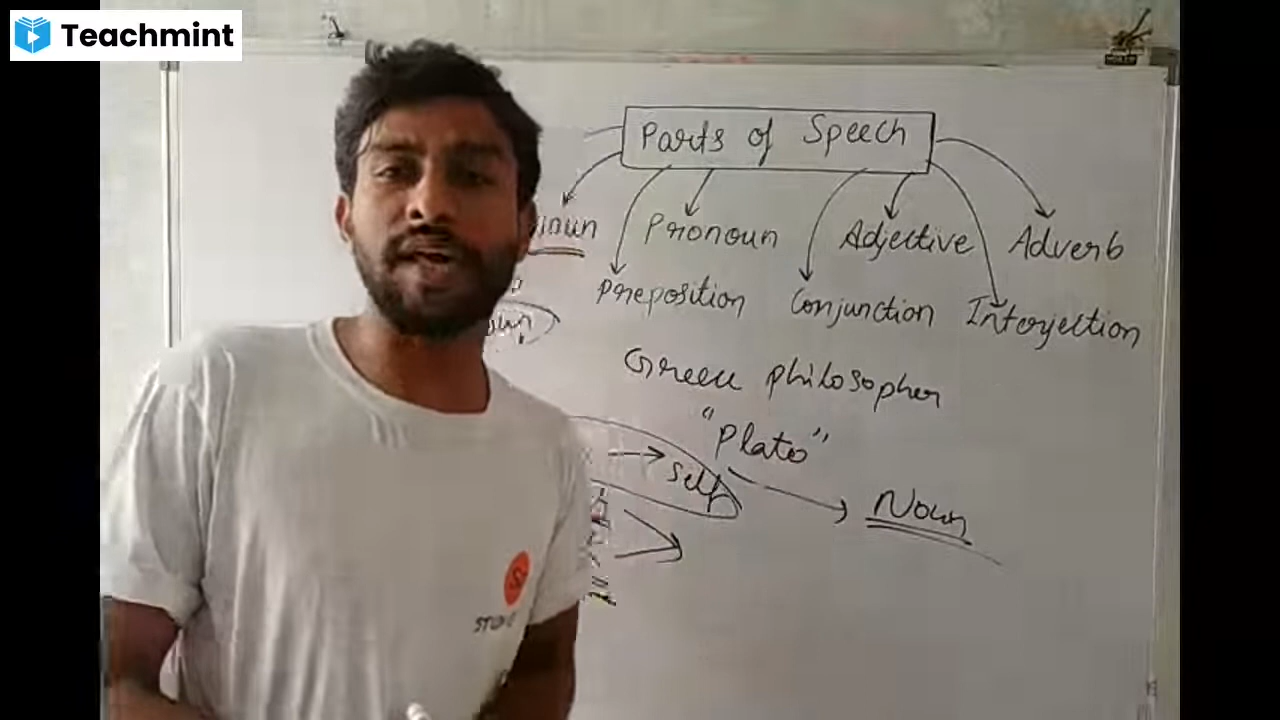 Teachmint
Parts of Speech
Pronoun Adjective Adverb
Preposition Conjunction Interjection
Greek philosopher
"Plato"
Self
Noun